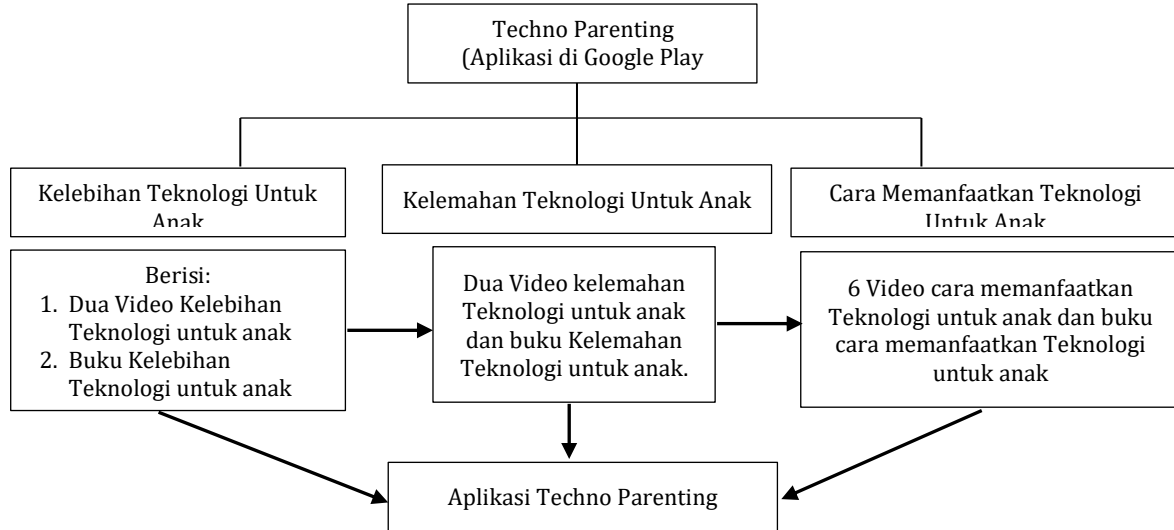 Techno Parenting
(Aplikasi di Google Play
Kelebihan Teknologi Untuk
Anak
Kelemahan Teknologi Untuk Anak
Cara Memanfaatkan Teknologi
Untuk Anak
Berisi:
1. Dua Video Kelebihan
Teknologi untuk anak
2. Buku Kelebihan
Teknologi untuk anak
Dua Video kelemahan
Teknologi untuk anak
dan buku Kelemahan
Teknologi untuk anak.
6 Video cara memanfaatkan
Teknologi untuk anak dan buku
cara memanfaatkan Teknologi
untuk anak
Aplikasi Techno Parenting